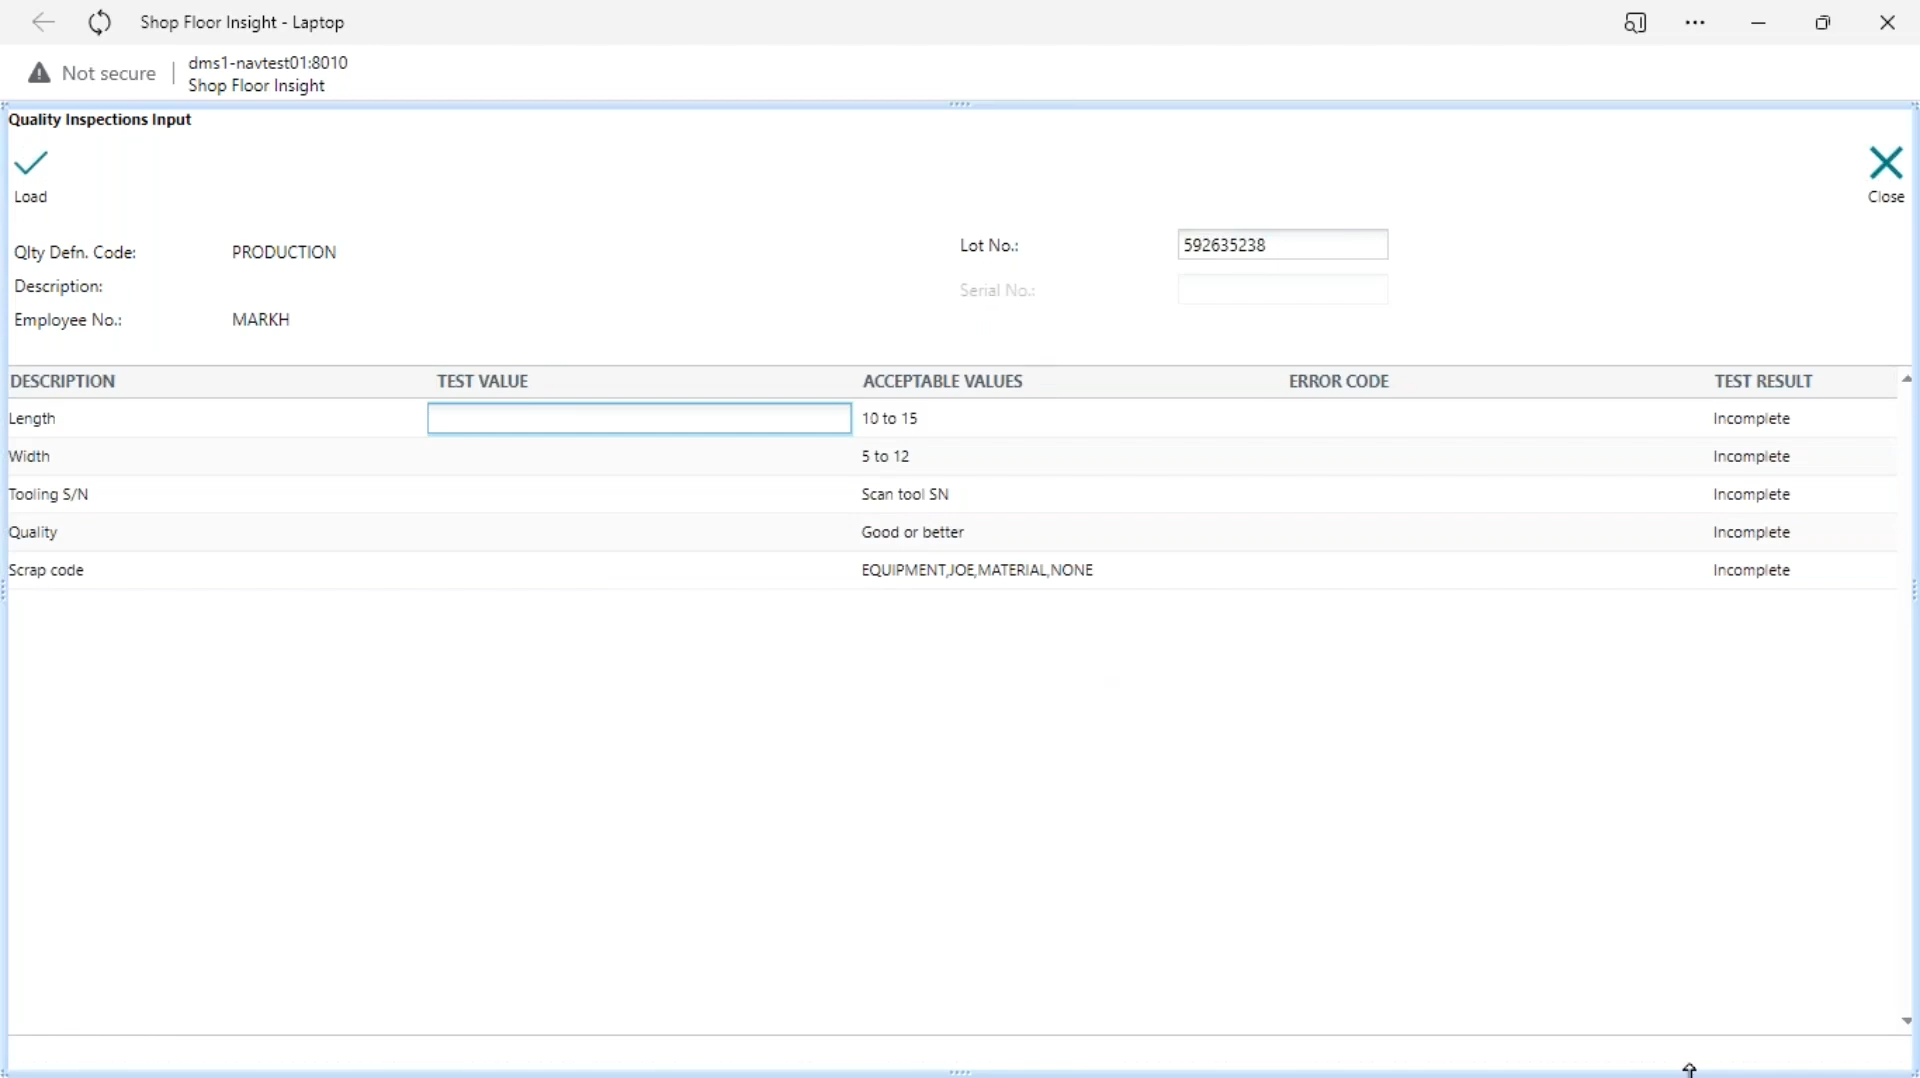 Shop Floor Insight - Laptop
Not secure
dms1-navtest01:8010
Shop Floor Insight
Quality Inspections Input
Load
Close
Qlty Defn. Code: PRODUCTION
Lot No.: 592635238
Description:
Serial No.:
Employee No.: MARKH
DESCRIPTION TEST VALUE ACCEPTABLE VALUES ERROR CODE TEST RESULT
Length 10 to 15 Incomplete
Width 5 to 12 Incomplete
Tooling S/N Scan tool SN Incomplete
Quality Good or better Incomplete
Scrap code EQUIPMENT,JOE,MATERIAL,NONE Incomplete